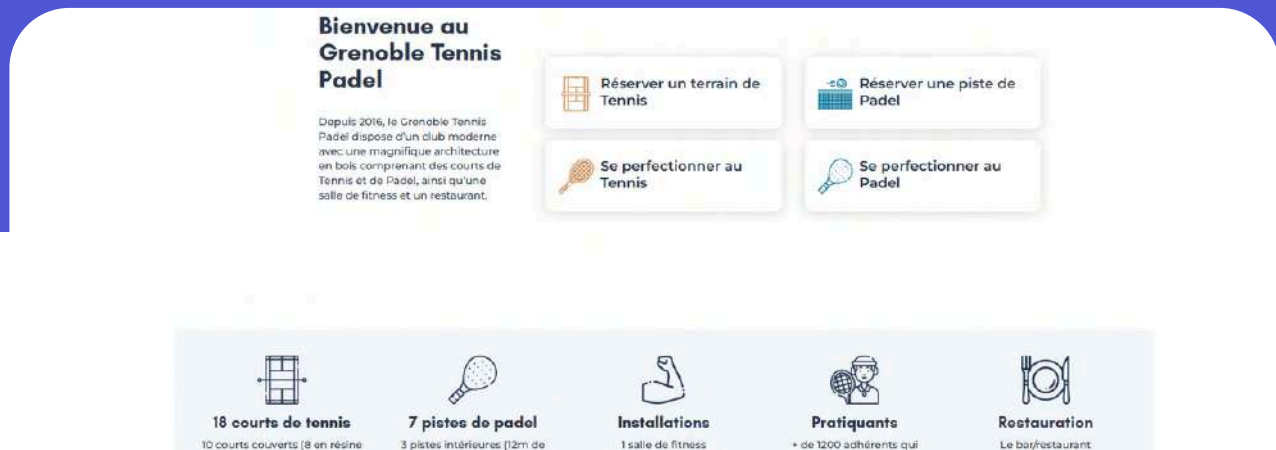 Bienvenue au
Grenoble Tennis
Padel
Depuis 2016, le Grenoble Tennis
Padel dispose d'un club moderne
avec une magnifique architecture
en bois comprenant des courts de
Tennis et de Padel, ainsi qu'une
salle de fitness et un restaurant.
Réserver un terrain de
Tennis
Réserver une piste de
Padel
Se perfectionner au
Tennis
Se perfectionner au
Padel
18 courts de tennis
10 courts couverts (8 en résine
7 pistes de padel
3 pistes intérieures (12m de
Installations
1 salle de fitness
Pratiquants
+ de 1200 adhérents qui
Restauration
Le bar/restaurant